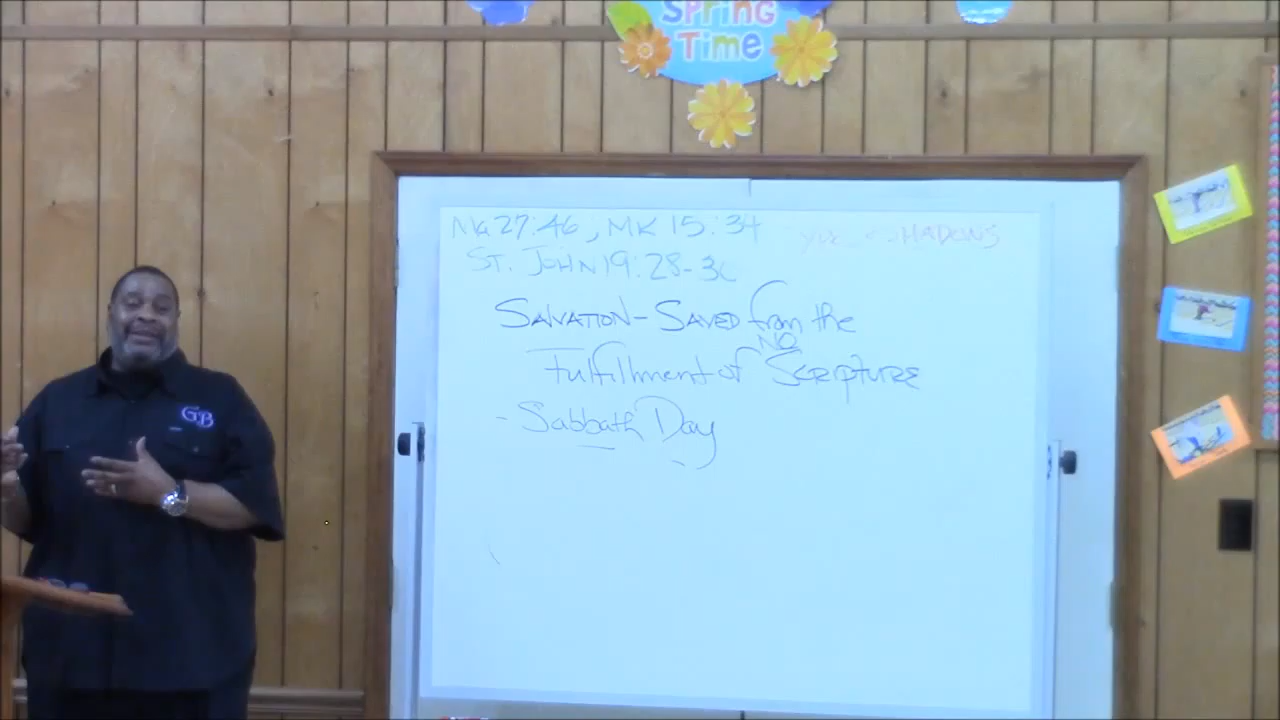 Spring
Time
Ma 27:46, MK 15:34
ST. JOHN 19:28-30
SALVATION - SAVED from the
NO
Fulfillment of SCRIPTURE
- Sabbath Day
GB